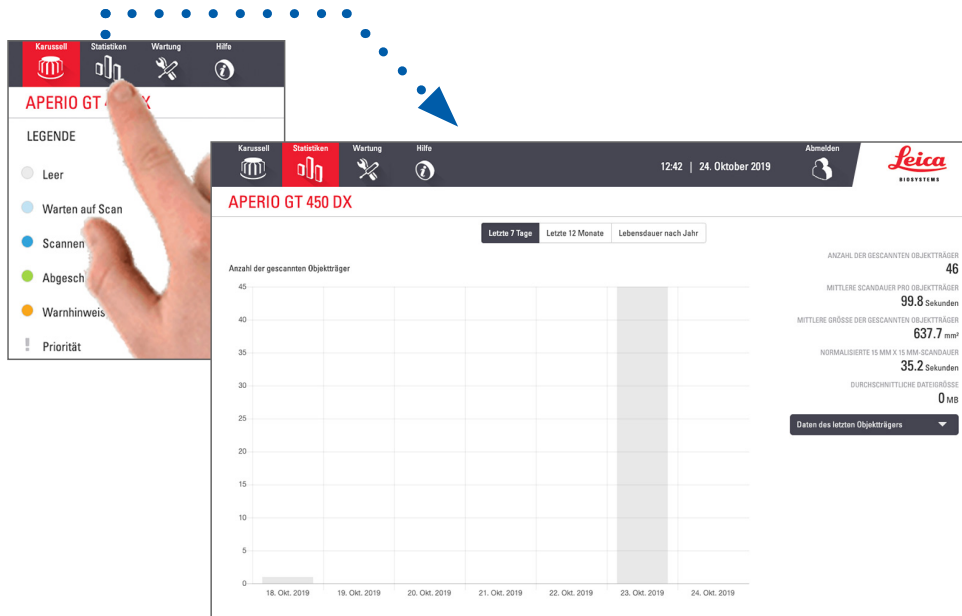 Karussell Statistiken Wartung Hilfe
APERIO GT 4 X
LEGENDE
Leer
Warten auf Scan
Scannen
Abgesch
Warnhinweis
! Priorität
Karussell Statistiken Wartung Hilfe
12:42 | 24. Oktober 2019
Abmelden
Leica
BIOSYSTEMS
APERIO GT 450 DX
Letzte 7 Tage Letzte 12 Monate Lebensdauer nach Jahr
Anzahl der gescannten Objektträger
45
40
35
30
25
20
15
10
5
0
18. Okt. 2019 19. Okt. 2019 20. Okt. 2019 21. Okt. 2019 22. Okt. 2019 23. Okt. 2019 24. Okt. 2019
ANZAHL DER GESCANNTEN OBJEKTTRÄGER
46
MITTLERE SCANDAUER PRO OBJEKTTRÄGER
99.8 Sekunden
MITTLERE GRÖSSE DER GESCANNTEN OBJEKTTRÄGER
637.7 mm²
NORMALISIERTE 15 MM X 15 MM-SCANDAUER
35.2 Sekunden
DURCHSCHNITTLICHE DATEIGRÖSSE
0 MB
Daten des letzten Objektträgers